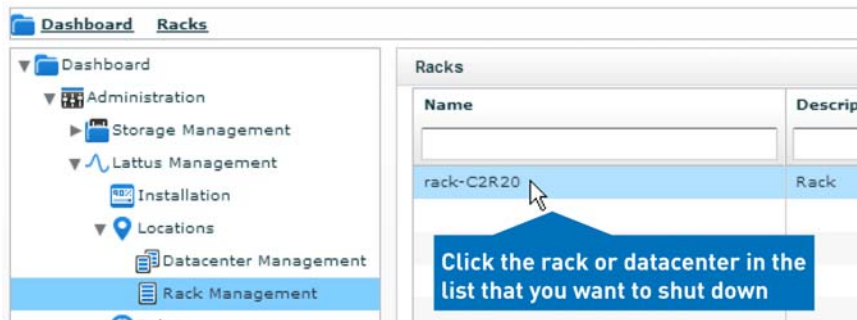 Dashboard Racks
Dashboard
Administration
Storage Management
Lattus Management
Installation
Locations
Datacenter Management
Rack Management
Racks
Name Descrip
rack-C2R20 Rack
Click the rack or datacenter in the
list that you want to shut down